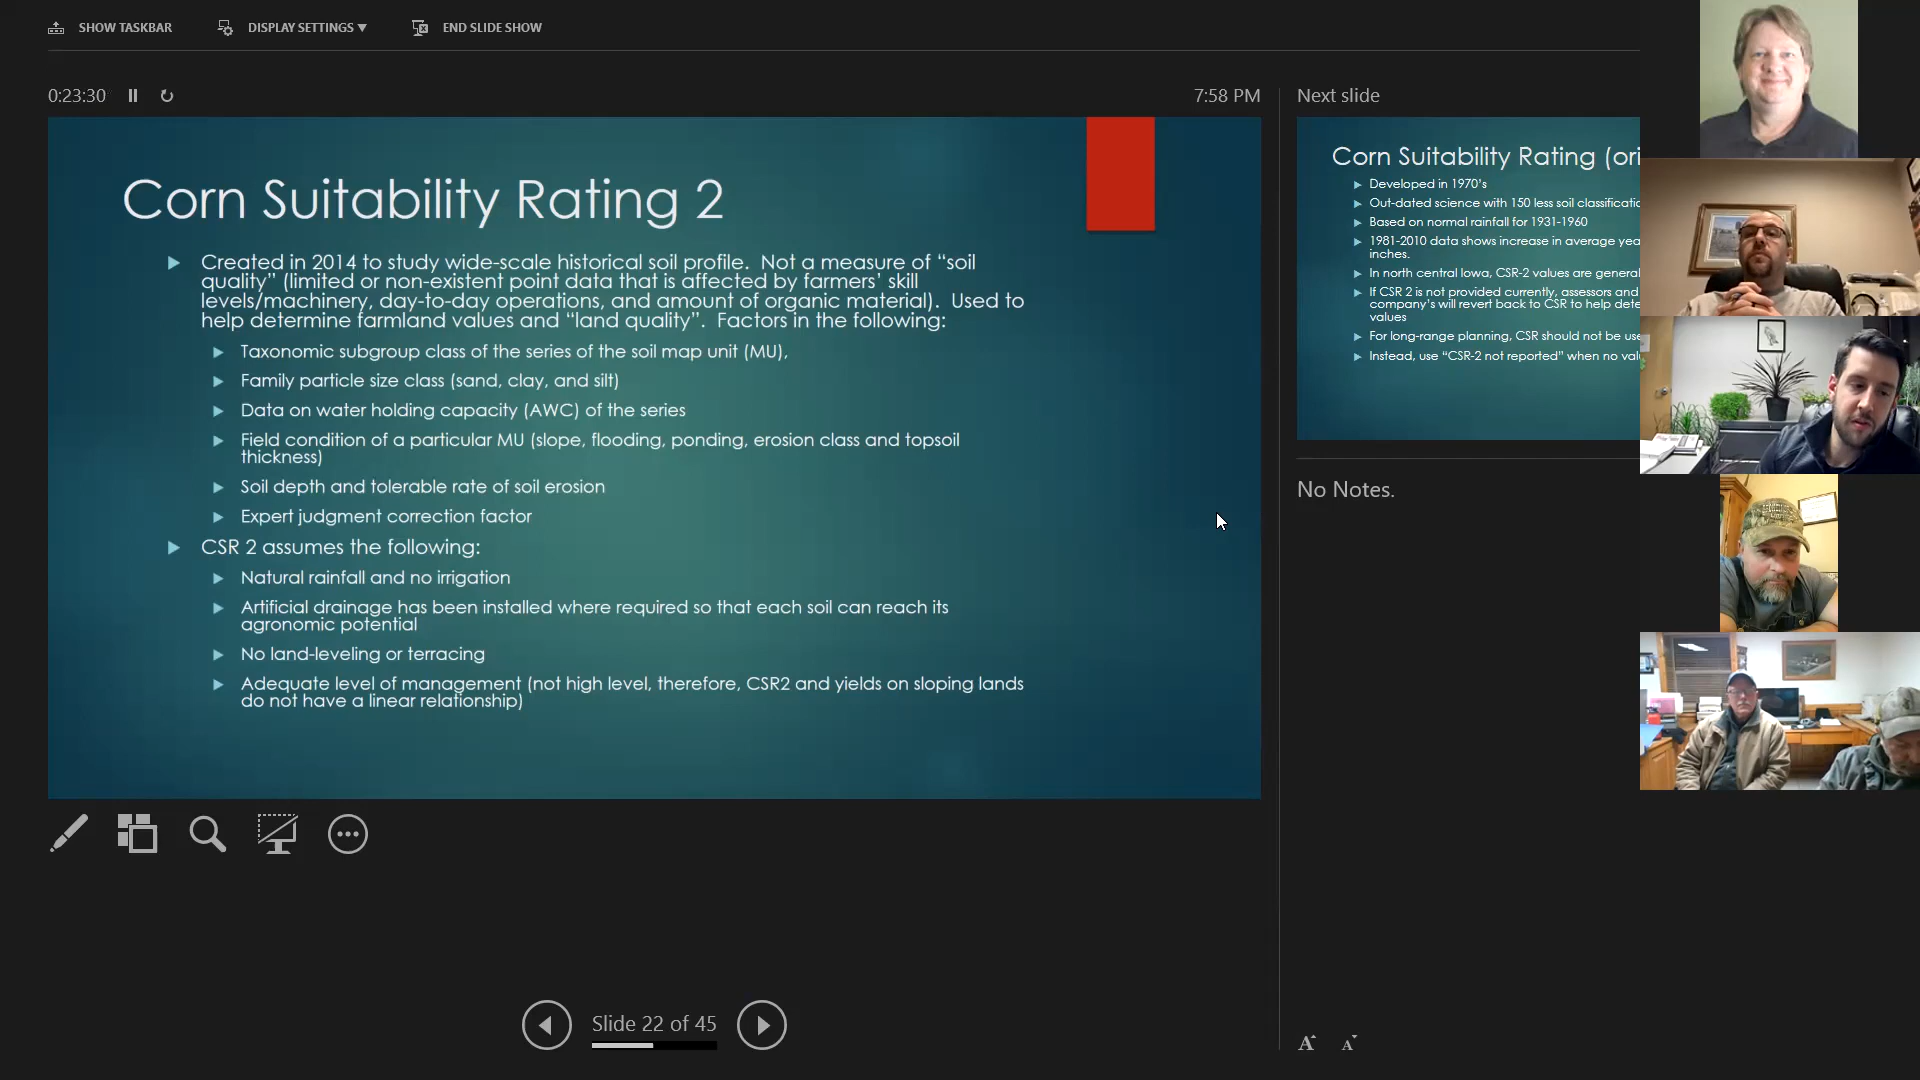 SHOW TASKBAR
DISPLAY SETTINGS
END SLIDE SHOW
0:23:30
7:58 PM
Corn Suitability Rating 2
Created in 2014 to study wide-scale historical soil profile. Not a measure of “soil
quality” (limited or non-existent point data that is affected by farmers’ skill
levels/machinery, day-to-day operations, and amount of organic material). Used to
help determine farmland values and “land quality”. Factors in the following:
Taxonomic subgroup class of the series of the soil map unit (MU),
Family particle size class (sand, clay, and silt)
Data on water holding capacity (AWC) of the series
Field condition of a particular MU (slope, flooding, ponding, erosion class and topsoil
thickness)
Soil depth and tolerable rate of soil erosion
Expert judgment correction factor
CSR 2 assumes the following:
Natural rainfall and no irrigation
Artificial drainage has been installed where required so that each soil can reach its
agronomic potential
No land-leveling or terracing
Adequate level of management (not high level, therefore, CSR2 and yields on sloping lands
do not have a linear relationship)
Slide 22 of 45
Next slide
Corn Suitability Rating (ori
Developed in 1970’s
Out-dated science with 150 less soil classificatio
Based on normal rainfall for 1931-1960
1981-2010 data shows increase in average yea
inches.
In north central Iowa, CSR-2 values are general
If CSR 2 is not provided currently, assessors and
company’s will revert back to CSR to help dete
values
For long-range planning, CSR should not be use
Instead, use “CSR-2 not reported” when no val
No Notes.
A A